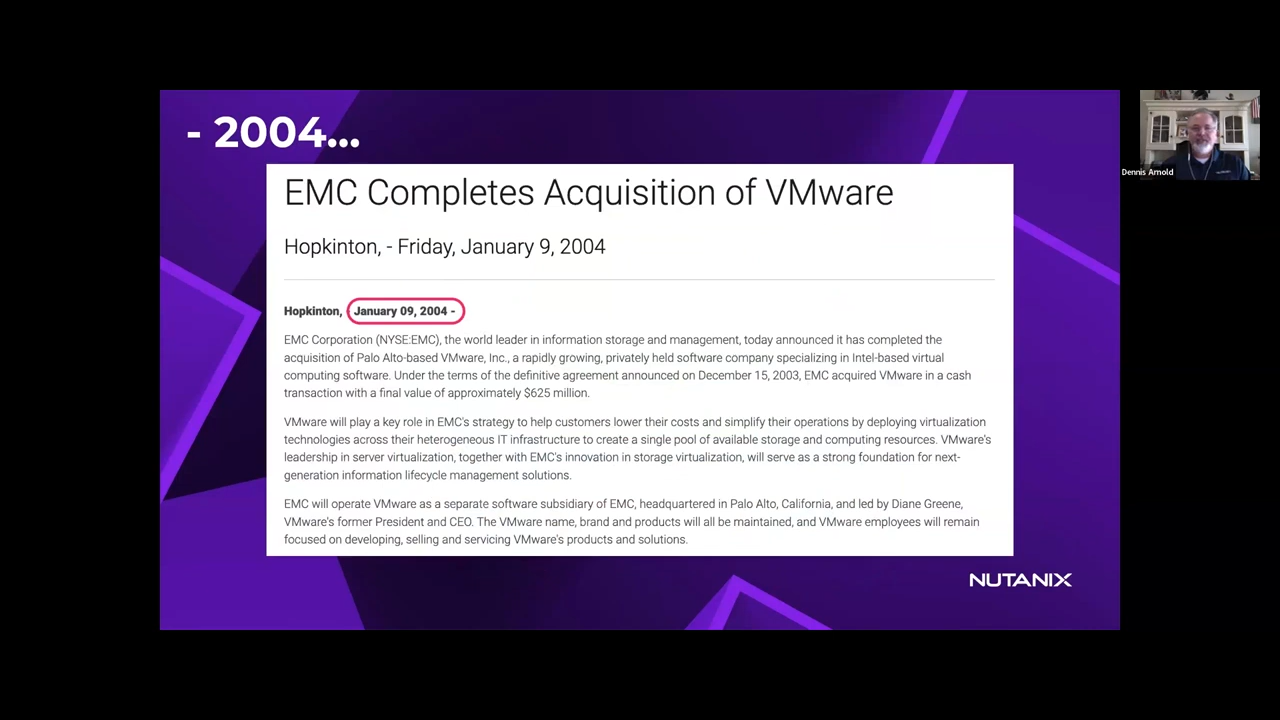 - 2004...
EMC Completes Acquisition of VMware
Hopkinton, - Friday, January 9, 2004
Hopkinton, January 09, 2004 -
EMC Corporation (NYSE:EMC), the world leader in information storage and management, today announced it has completed the
acquisition of Palo Alto-based VMware, Inc., a rapidly growing, privately held software company specializing in Intel-based virtual
computing software. Under the terms of the definitive agreement announced on December 15, 2003, EMC acquired VMware in a cash
transaction with a final value of approximately $625 million.
VMware will play a key role in EMC's strategy to help customers lower their costs and simplify their operations by deploying virtualization
technologies across their heterogeneous IT infrastructure to create a single pool of available storage and computing resources. VMware's
leadership in server virtualization, together with EMC's innovation in storage virtualization, will serve as a strong foundation for next-
generation information lifecycle management solutions.
EMC will operate VMware as a separate software subsidiary of EMC, headquartered in Palo Alto, California, and led by Diane Greene,
VMware's former President and CEO. The VMware name, brand and products will all be maintained, and VMware employees will remain
focused on developing, selling and servicing VMware's products and solutions.
NUTANIX
Dennis Arnold